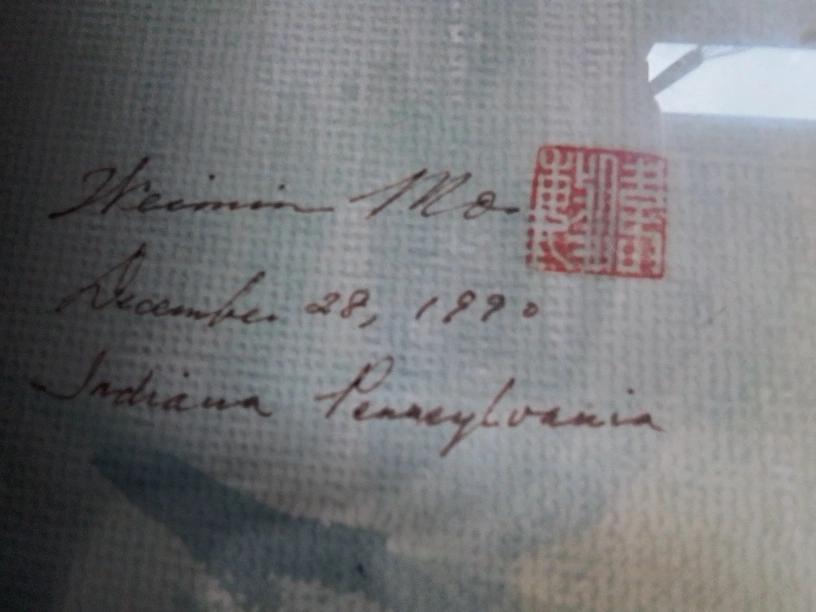 Weimin Mo
December 28, 1990
Indiana Pennsylvania